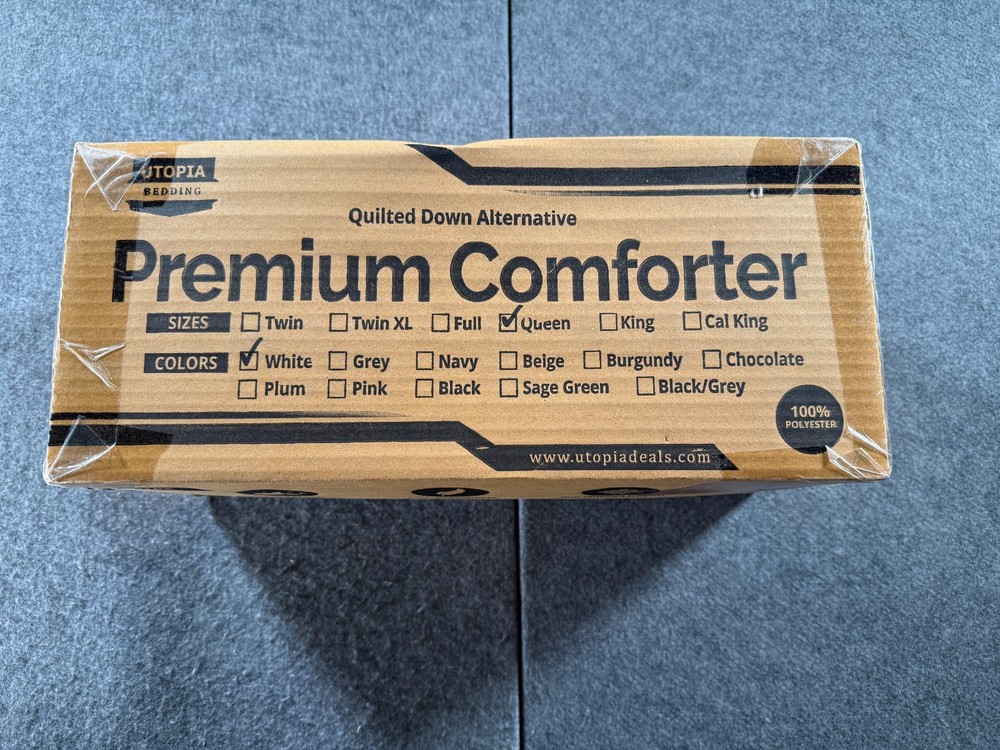 UTOPIA
BEDDING
Quilted Down Alternative
Premium Comforter
SIZES ☐ Twin ☐ Twin XL ☐ Full ☑ Queen ☐ King ☐ Cal King
COLORS ☑ White ☐ Grey ☐ Navy ☐ Beige ☐ Burgundy ☐ Chocolate
☐ Plum ☐ Pink ☐ Black ☐ Sage Green ☐ Black/Grey
100%
POLYESTER
www.utopiadeals.com